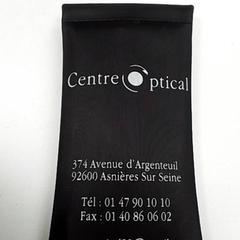 Centre Optical
374 Avenue d'Argenteuil
92600 Asnières Sur Seine
Tél : 01 47 90 10 10
Fax : 01 40 86 06 02